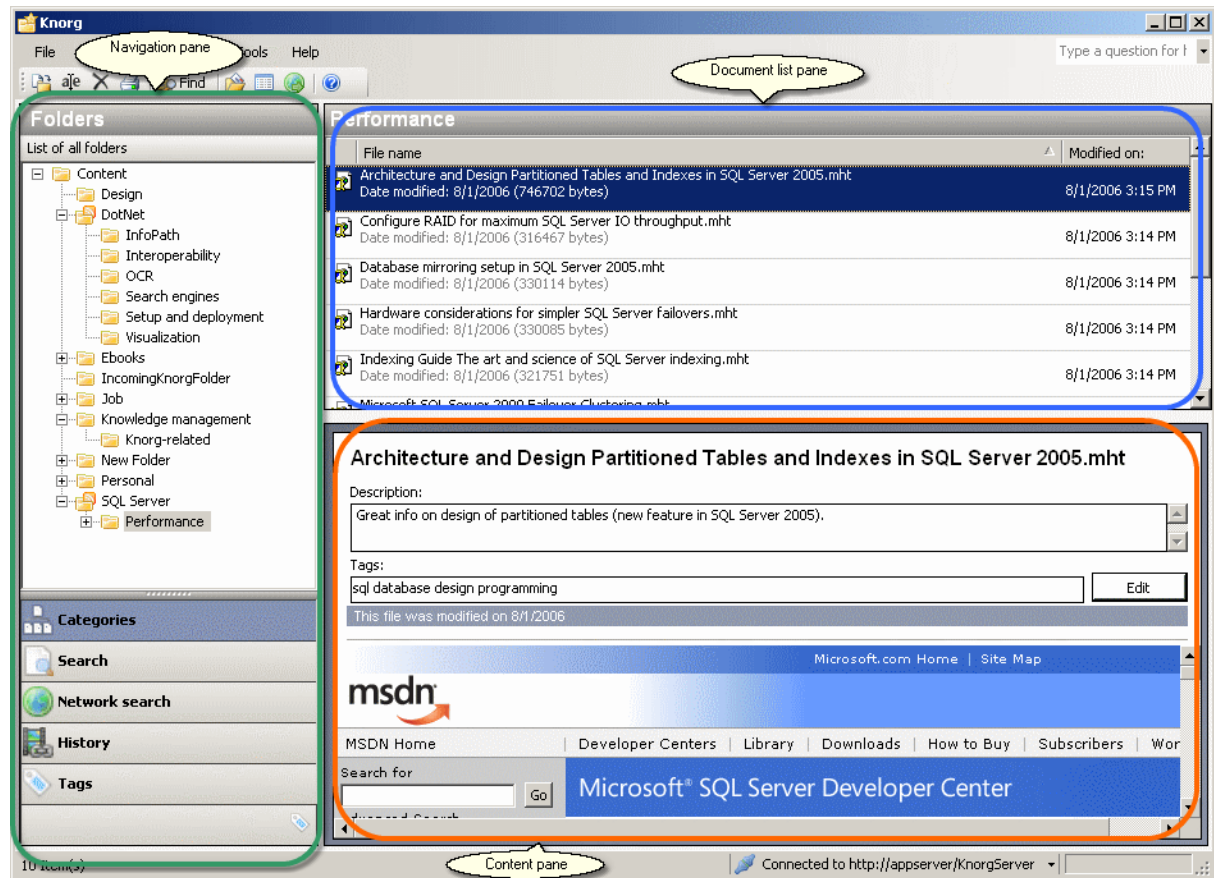 Knorg
File
Navigation pane
ools
Help
Type a question for h
Find
Document list pane
Folders
List of all folders
Content
Design
DotNet
InfoPath
Interoperability
OCR
Search engines
Setup and deployment
Visualization
Ebooks
IncomingKnorgFolder
Job
Knowledge management
Knorg-related
New Folder
Personal
SQL Server
Performance
Categories
Search
Network search
History
Tags
Performance
File name
Modified on:
Architecture and Design Partitioned Tables and Indexes in SQL Server 2005.mht
Date modified: 8/1/2006 (746702 bytes)
8/1/2006 3:15 PM
Configure RAID for maximum SQL Server IO throughput.mht
Date modified: 8/1/2006 (316467 bytes)
8/1/2006 3:14 PM
Database mirroring setup in SQL Server 2005.mht
Date modified: 8/1/2006 (330114 bytes)
8/1/2006 3:14 PM
Hardware considerations for simpler SQL Server failovers.mht
Date modified: 8/1/2006 (330085 bytes)
8/1/2006 3:14 PM
Indexing Guide The art and science of SQL Server indexing.mht
Date modified: 8/1/2006 (321751 bytes)
8/1/2006 3:14 PM
Microsoft SQL Server 2000 Failover Clustering.mht
Architecture and Design Partitioned Tables and Indexes in SQL Server 2005.mht
Description:
Great info on design of partitioned tables (new feature in SQL Server 2005).
Tags:
sql database design programming
Edit
This file was modified on 8/1/2006
Microsoft.com Home | Site Map
msdn
MSDN Home | Developer Centers | Library | Downloads | How to Buy | Subscribers | Wor
Search for
Go
Microsoft® SQL Server Developer Center
Advanced Search
10 Item(s)
Content pane
Connected to http://appserver/KnorgServer